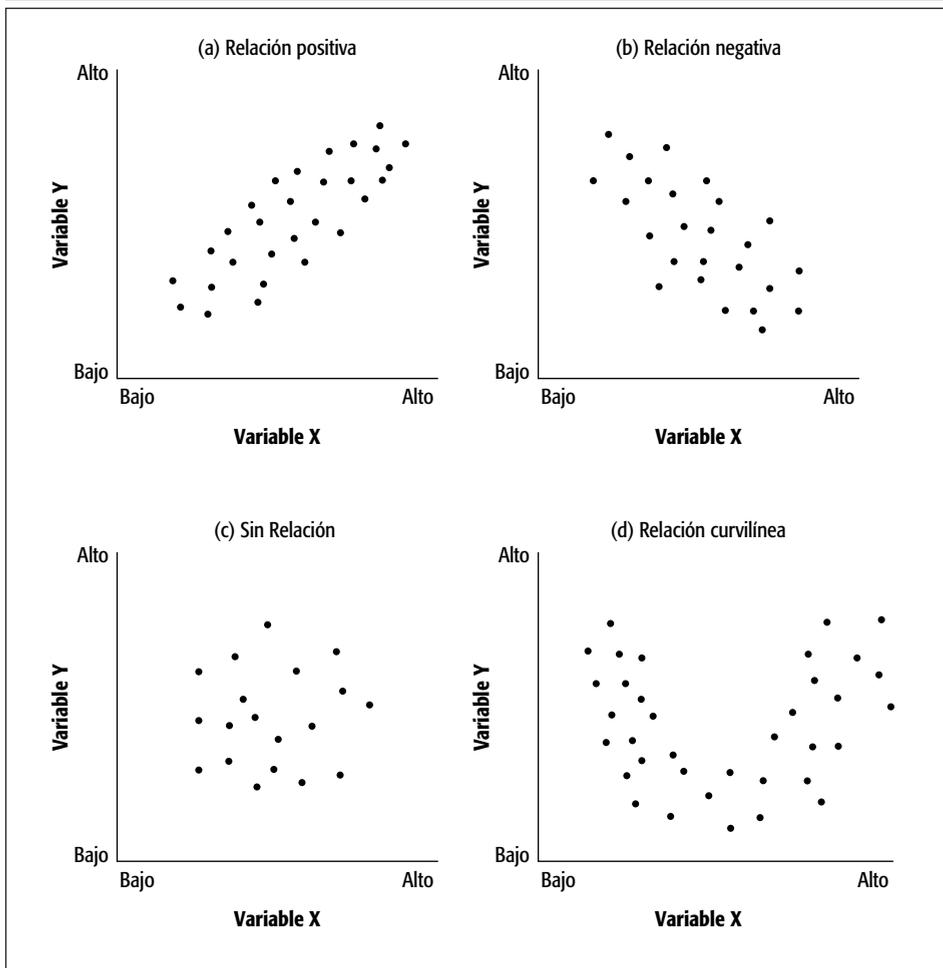 (a) Relación positiva
Alto
Variable Y
Bajo
Bajo
Alto
Variable X
(b) Relación negativa
Alto
Variable Y
Bajo
Bajo
Alto
Variable X
(c) Sin Relación
Alto
Variable Y
Bajo
Bajo
Alto
Variable X
(d) Relación curvilínea
Alto
Variable Y
Bajo
Bajo
Alto
Variable X